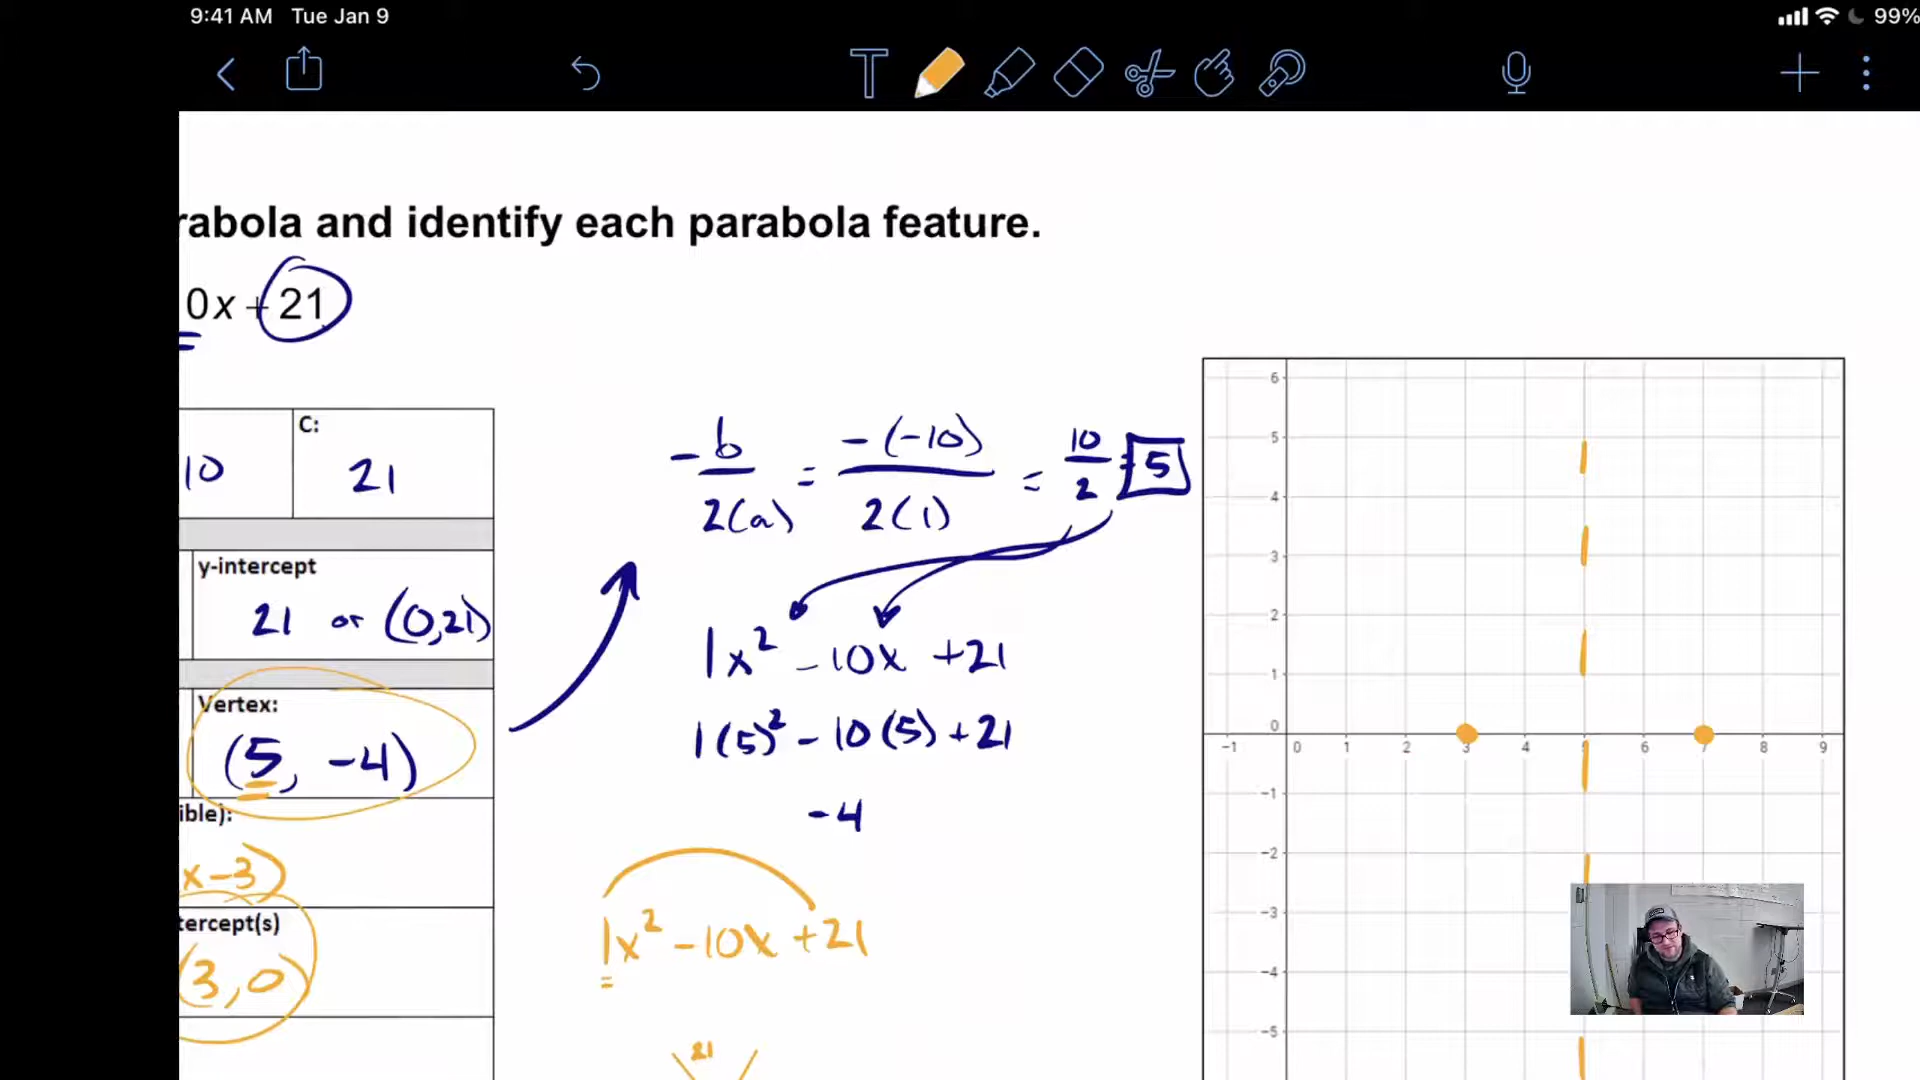 9:41 AM Tue Jan 9
99%
rabola and identify each parabola feature.
0x + 21
C:
10
21
y-intercept
21 or (0,21)
Vertex:
(5, -4)
ible):
x-3)
tercept(s)
(3,0)
-b/2(a) = -(-10)/2(1) = 10/2 = 5
1x² - 10x + 21
1(5)² - 10(5) + 21
-4
1x² - 10x + 21
21
6
5
4
3
2
1
0
-1 0 1 2 3 4 6 7 8 9
-1
-2
-3
-4
-5